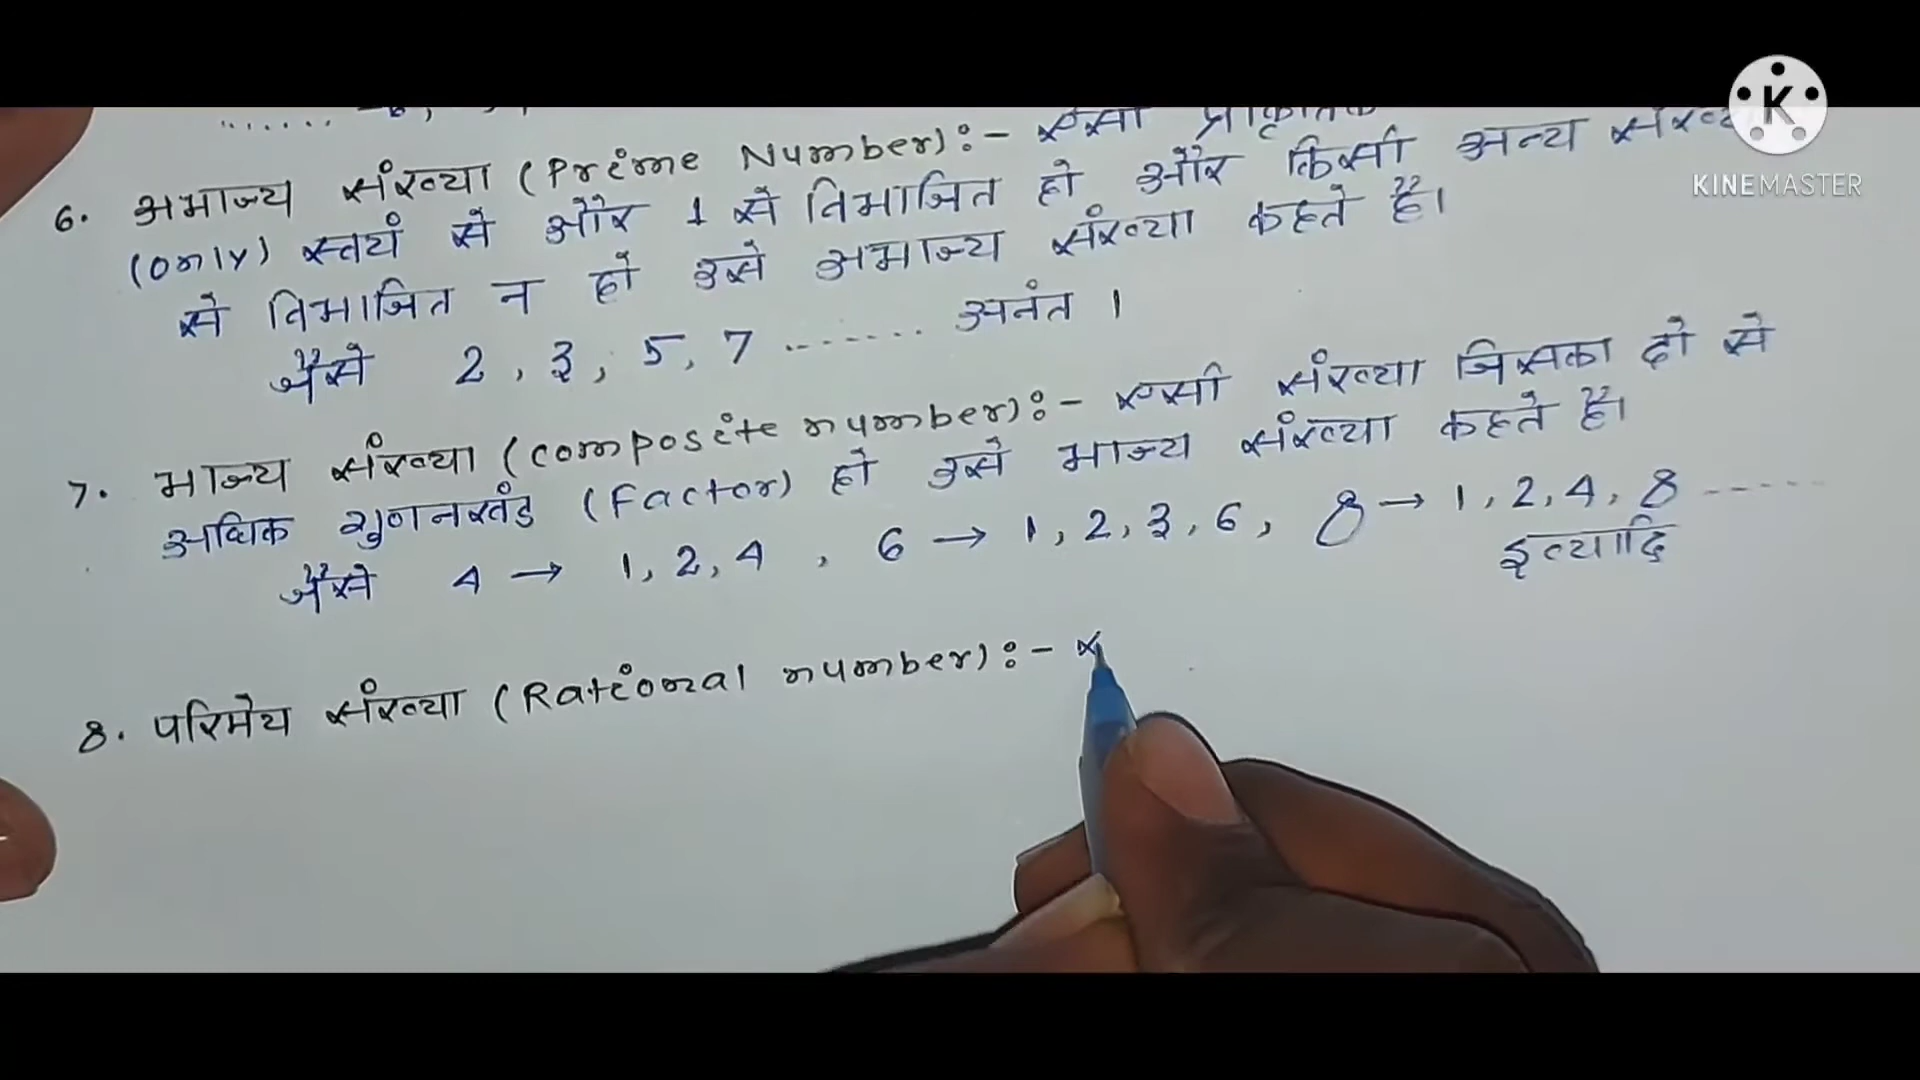 6. अभाज्य संख्या (Prime Number):- ऐसी प्राकृतिक
(only) स्वयं से और 1 से विभाजित हो और किसी अन्य संख्या
से विभाजित न हो उसे अभाज्य संख्या कहते हैं।
जैसे 2, 3, 5, 7 ....... अनंत ।
7. भाज्य संख्या (composite number):- ऐसी संख्या जिसका दो से
अधिक गुणनखंड (Factor) हो उसे भाज्य संख्या कहते हैं।
जैसे 4 → 1, 2, 4 , 6 → 1, 2, 3, 6, 8 → 1, 2, 4, 8 ......
इत्यादि
8. परिमेय संख्या (Rational number):-
K
KINEMASTER